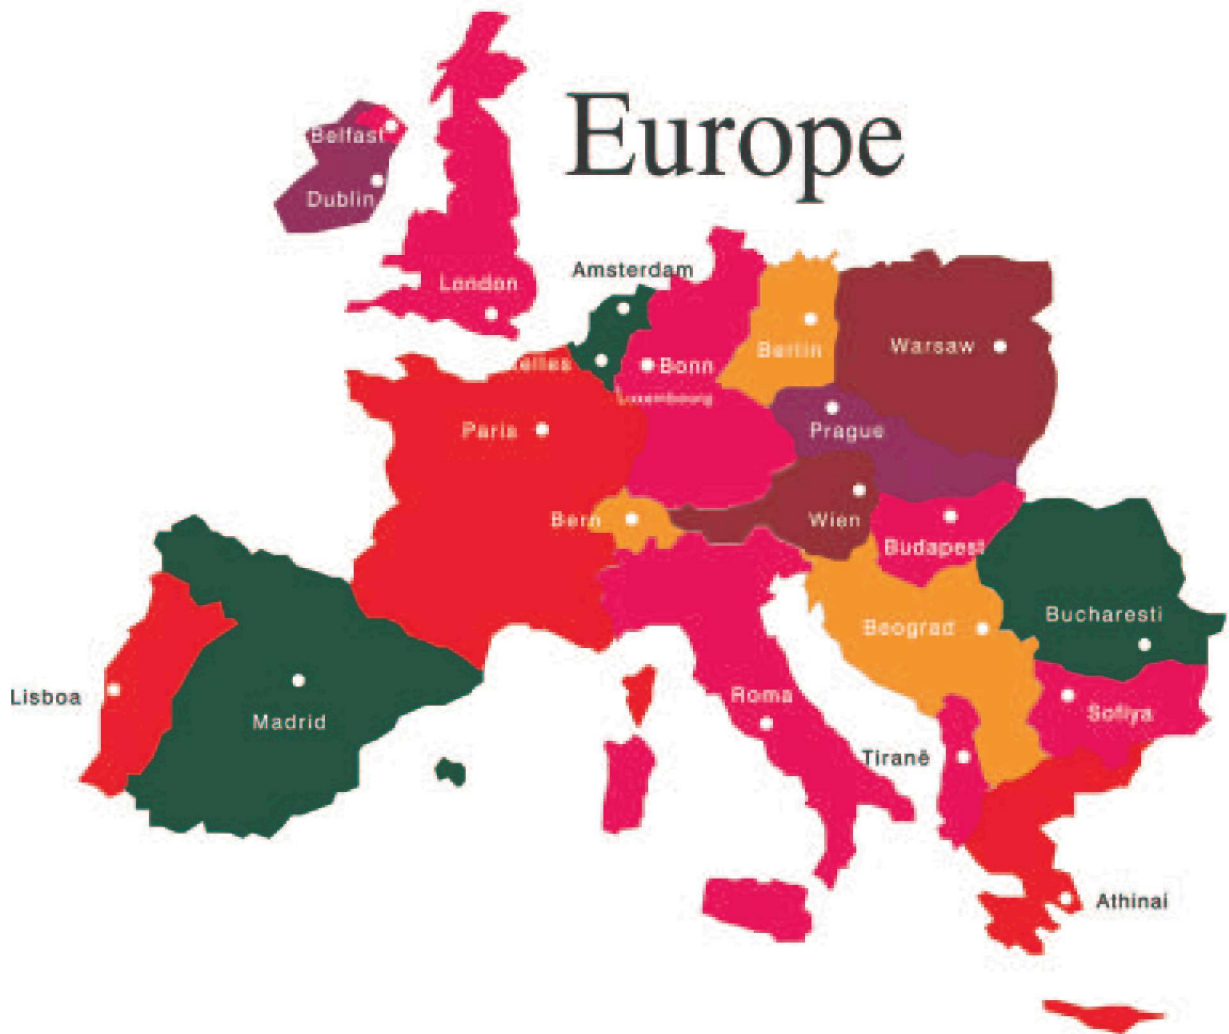 Europe
Belfast
Dublin
London
Amsterdam
Bonn
Luxembourg
Berlin
Warsaw
Prague
Paris
Bern
Wien
Budapest
Beograd
Bucharesti
Lisboa
Madrid
Roma
Sofiya
Tiranë
Athinai